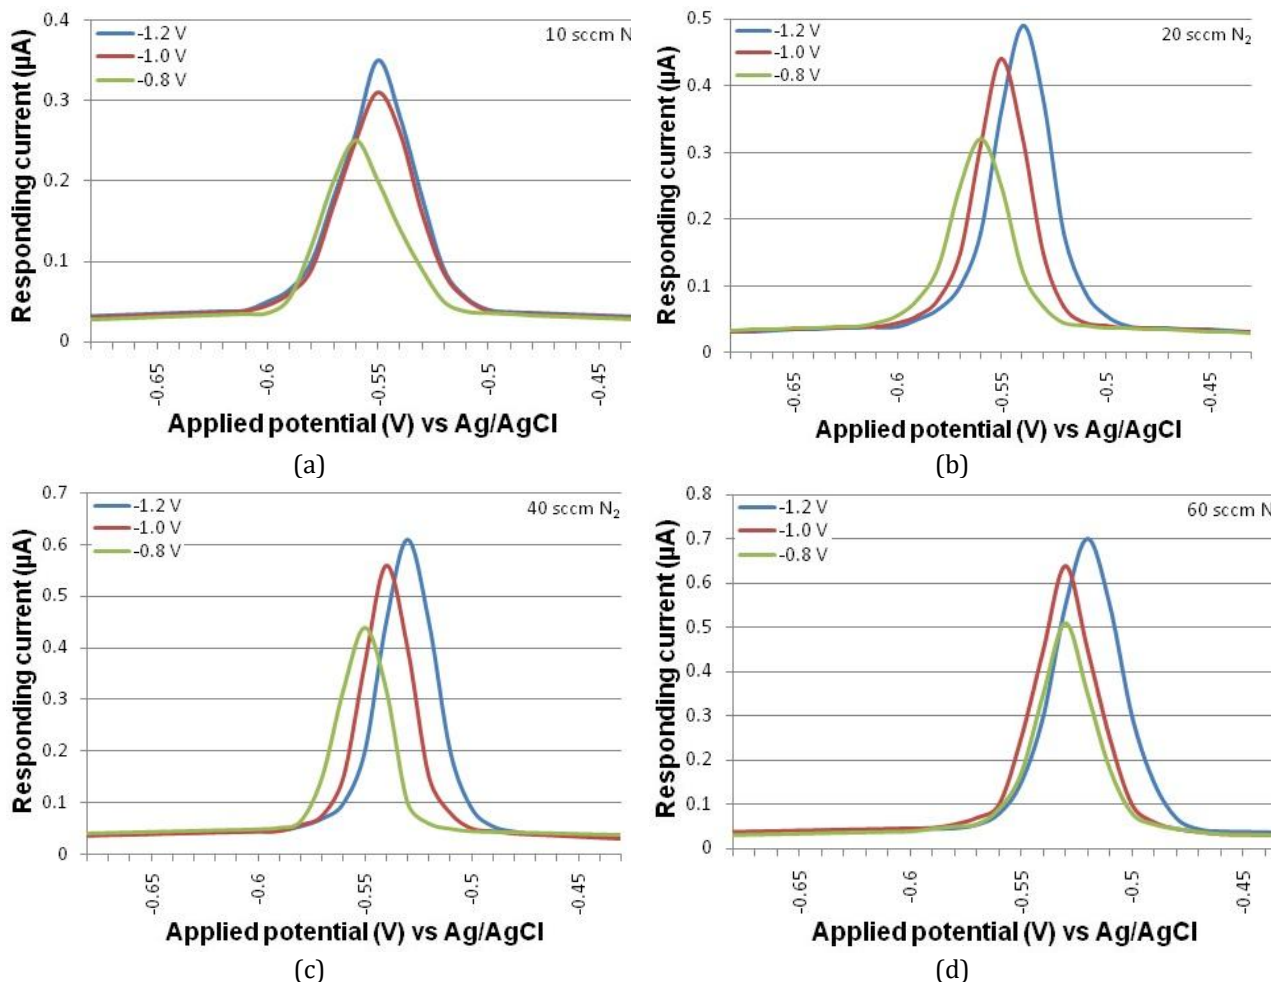 0.4
0.3
0.2
0.1
0
Responding current (µA)
-1.2 V
-1.0 V
-0.8 V
10 sccm N
-0.65
-0.6
-0.55
-0.5
-0.45
Applied potential (V) vs Ag/AgCl
(a)
0.5
0.4
0.3
0.2
0.1
0
Responding current (µA)
-1.2 V
-1.0 V
-0.8 V
20 sccm N₂
-0.65
-0.6
-0.55
-0.5
-0.45
Applied potential (V) vs Ag/AgCl
(b)
0.7
0.6
0.5
0.4
0.3
0.2
0.1
0
Responding current (µA)
-1.2 V
-1.0 V
-0.8 V
40 sccm N₂
-0.65
-0.6
-0.55
-0.5
-0.45
Applied potential (V) vs Ag/AgCl
(c)
0.8
0.7
0.6
0.5
0.4
0.3
0.2
0.1
0
Responding current (µA)
-1.2 V
-1.0 V
-0.8 V
60 sccm N
-0.65
-0.6
-0.55
-0.5
-0.45
Applied potential (V) vs Ag/AgCl
(d)